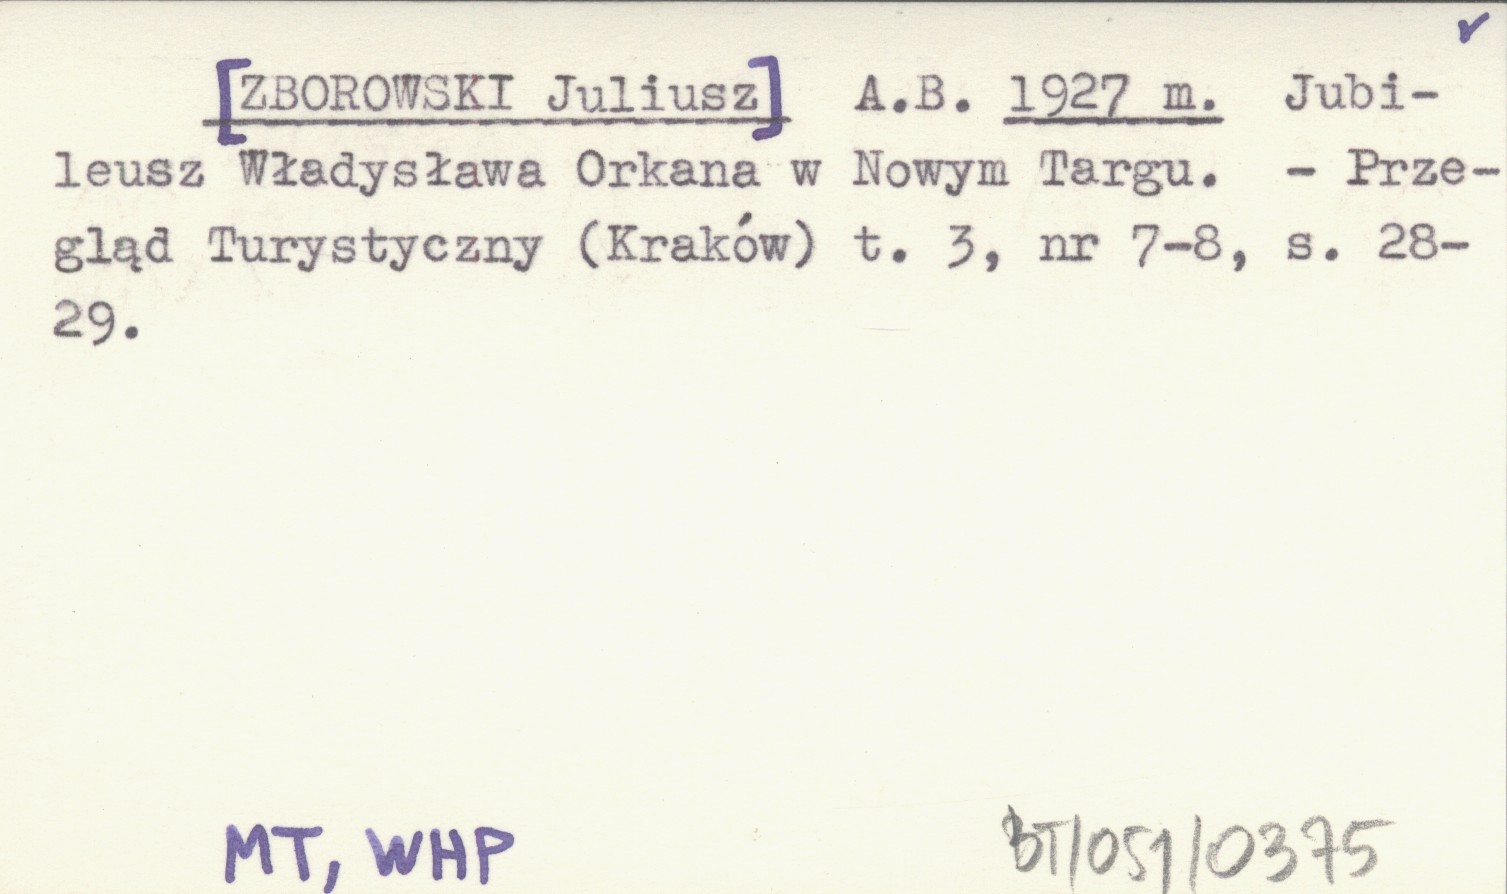 [ZBOROWSKI Juliusz] A.B. 1927 m. Jubi-
leusz Władysława Orkana w Nowym Targu. - Prze-
gląd Turystyczny (Kraków) t. 3, nr 7-8, s. 28-
29.
MT, WHP BT/051/0375